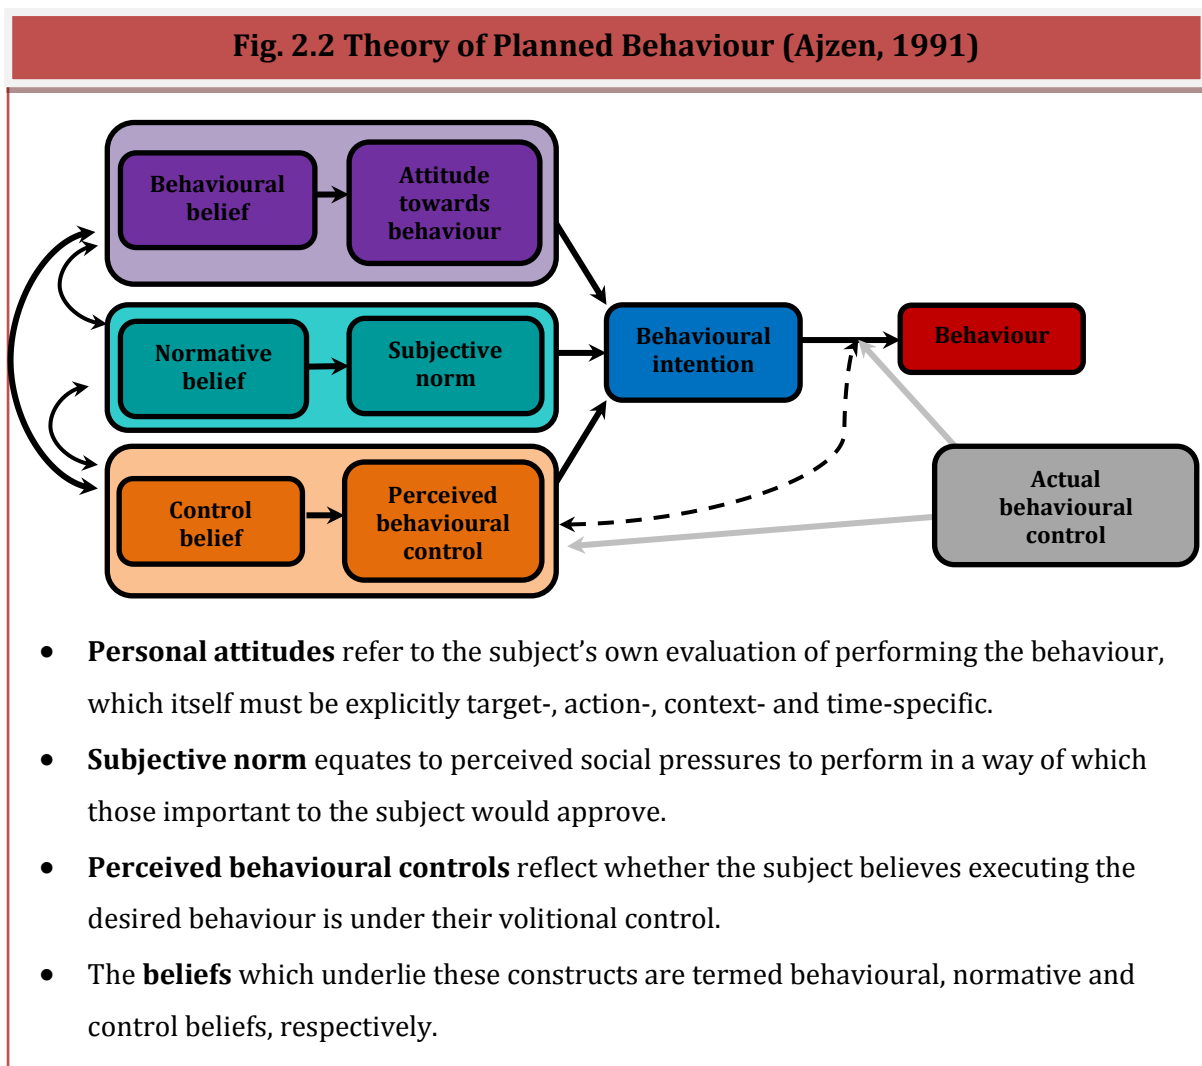 Fig. 2.2 Theory of Planned Behaviour (Ajzen, 1991)
Behavioural
belief
Attitude
towards
behaviour
Normative
belief
Subjective
norm
Control
belief
Perceived
behavioural
control
Behavioural
intention
Behaviour
Actual
behavioural
control
• Personal attitudes refer to the subject’s own evaluation of performing the behaviour,
which itself must be explicitly target-, action-, context- and time-specific.
• Subjective norm equates to perceived social pressures to perform in a way of which
those important to the subject would approve.
• Perceived behavioural controls reflect whether the subject believes executing the
desired behaviour is under their volitional control.
• The beliefs which underlie these constructs are termed behavioural, normative and
control beliefs, respectively.